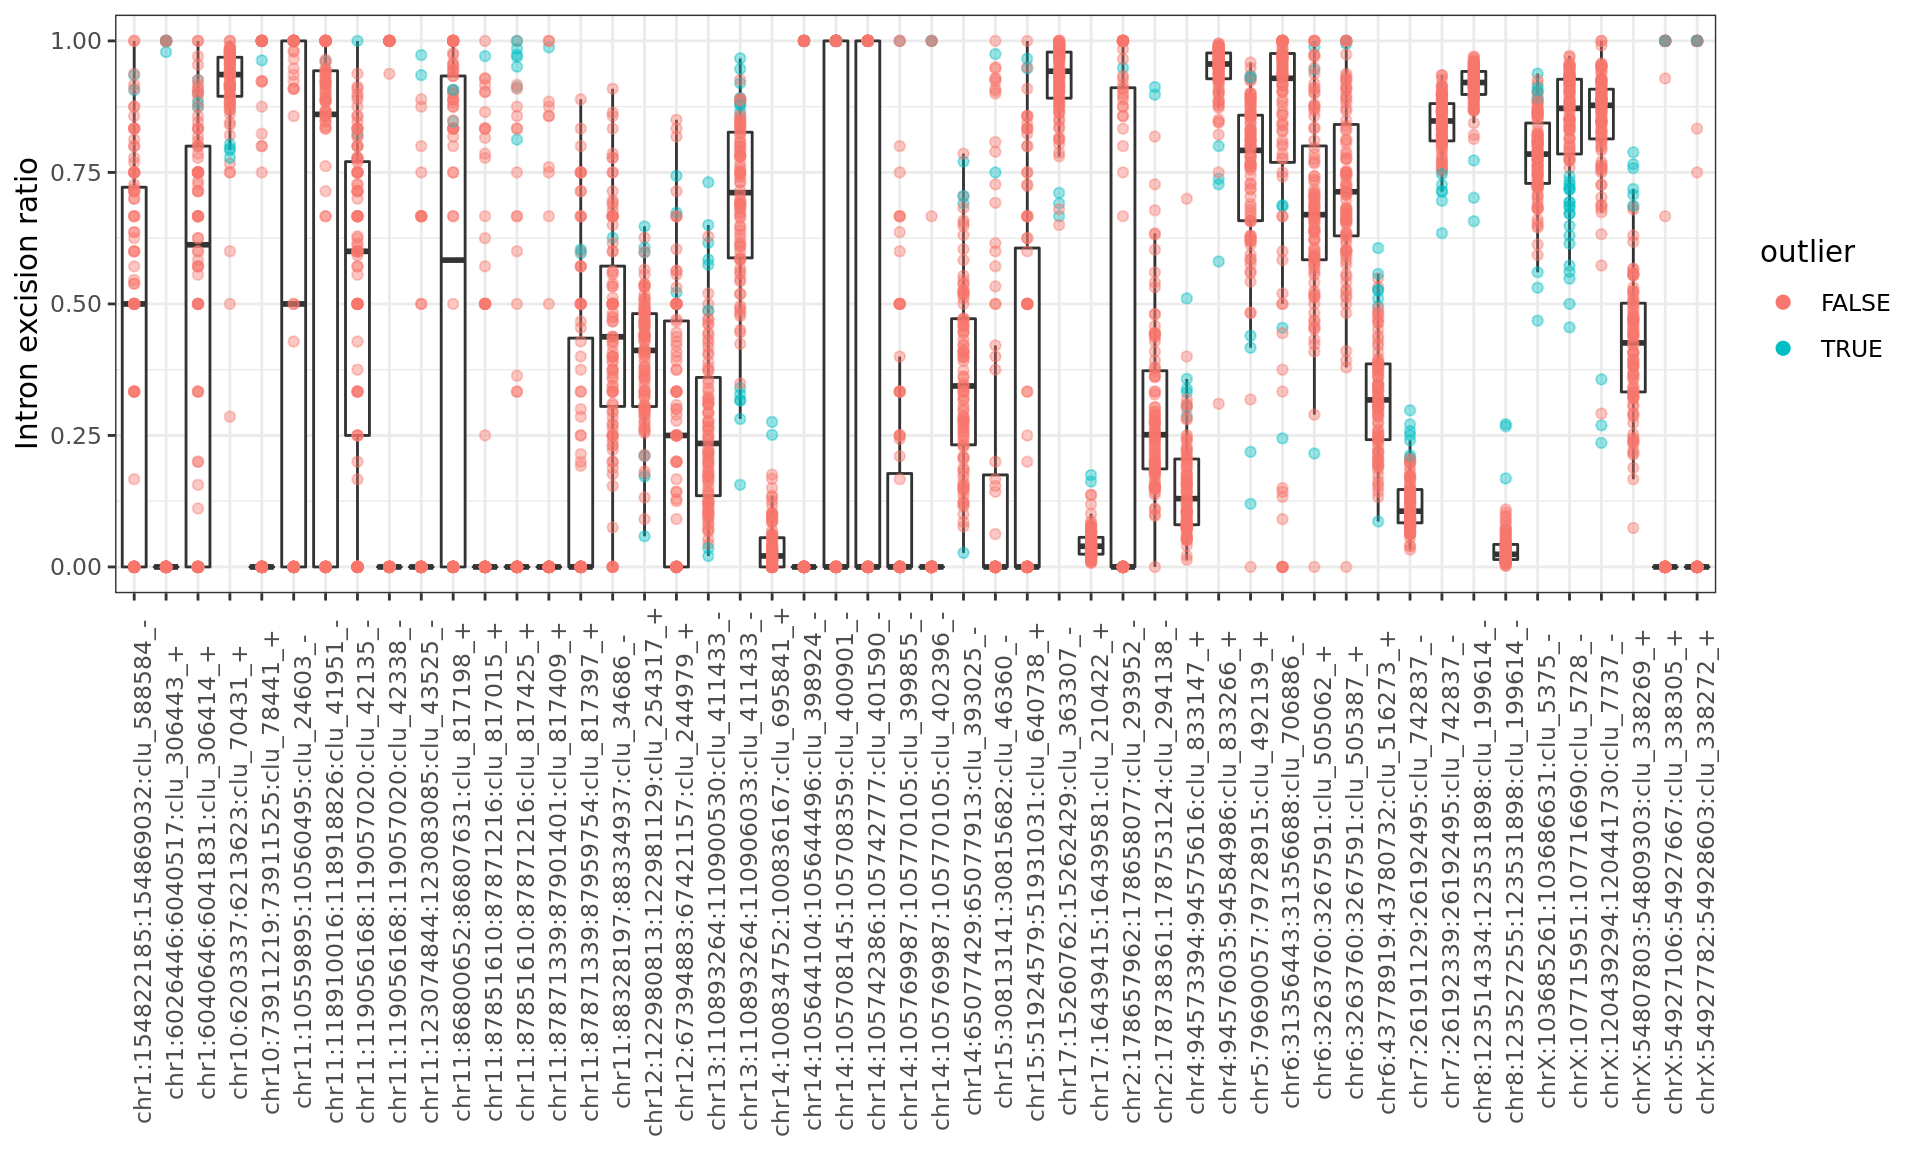 1.00
0.75
0.50
0.25
0.00
Intron excision ratio
outlier
FALSE
TRUE
chr1:154822185:154869032:clu_588584_-
chr1:6026446:6040517:clu_306443_+
chr1:6040646:6041831:clu_306414_+
chr10:6203337:6213623:clu_70431_+
chr10:73911219:73911525:clu_78441_+
chr11:10559895:10560495:clu_24603_-
chr11:118910016:118918826:clu_41951_-
chr11:119056168:119057020:clu_42135_-
chr11:119056168:119057020:clu_42338_-
chr11:123074844:123083085:clu_43525_-
chr11:86800652:86807631:clu_817198_+
chr11:87851610:87871216:clu_817015_+
chr11:87851610:87871216:clu_817425_+
chr11:87871339:87901401:clu_817409_+
chr11:87871339:87959754:clu_817397_+
chr11:88328197:88334937:clu_34686_-
chr12:122980813:122981129:clu_254317_+
chr12:67394883:67421157:clu_244979_+
chr13:110893264:110900530:clu_411433_-
chr13:110893264:110906033:clu_411433_-
chr14:100834752:100836167:clu_695841_+
chr14:105644104:105644496:clu_398924_-
chr14:105708145:105708359:clu_400901_-
chr14:105742386:105742777:clu_401590_-
chr14:105769987:105770105:clu_399855_-
chr14:105769987:105770105:clu_402396_-
chr14:65077429:65077913:clu_393025_-
chr15:30813141:30815682:clu_46360_-
chr15:51924579:51931031:clu_640738_+
chr17:15260762:15262429:clu_363307_-
chr17:16439415:16439581:clu_210422_+
chr2:178657962:178658077:clu_293952_-
chr2:178738361:178753124:clu_294138_-
chr4:94573394:94575616:clu_833147_+
chr4:94576035:94584986:clu_833266_+
chr5:79690057:79728915:clu_492139_+
chr6:31356443:31356688:clu_706886_-
chr6:3263760:3267591:clu_505062_+
chr6:3263760:3267591:clu_505387_+
chr6:43778919:43780732:clu_516273_+
chr7:26191129:26192495:clu_742837_-
chr7:26192339:26192495:clu_742837_-
chr8:123514334:123531898:clu_199614_-
chr8:123527255:123531898:clu_199614_-
chrX:103685261:103686631:clu_5375_-
chrX:107715951:107716690:clu_5728_-
chrX:120439294:120441730:clu_7737_-
chrX:54807803:54809303:clu_338269_+
chrX:54927106:54927667:clu_338305_+
chrX:54927782:54928603:clu_338272_+